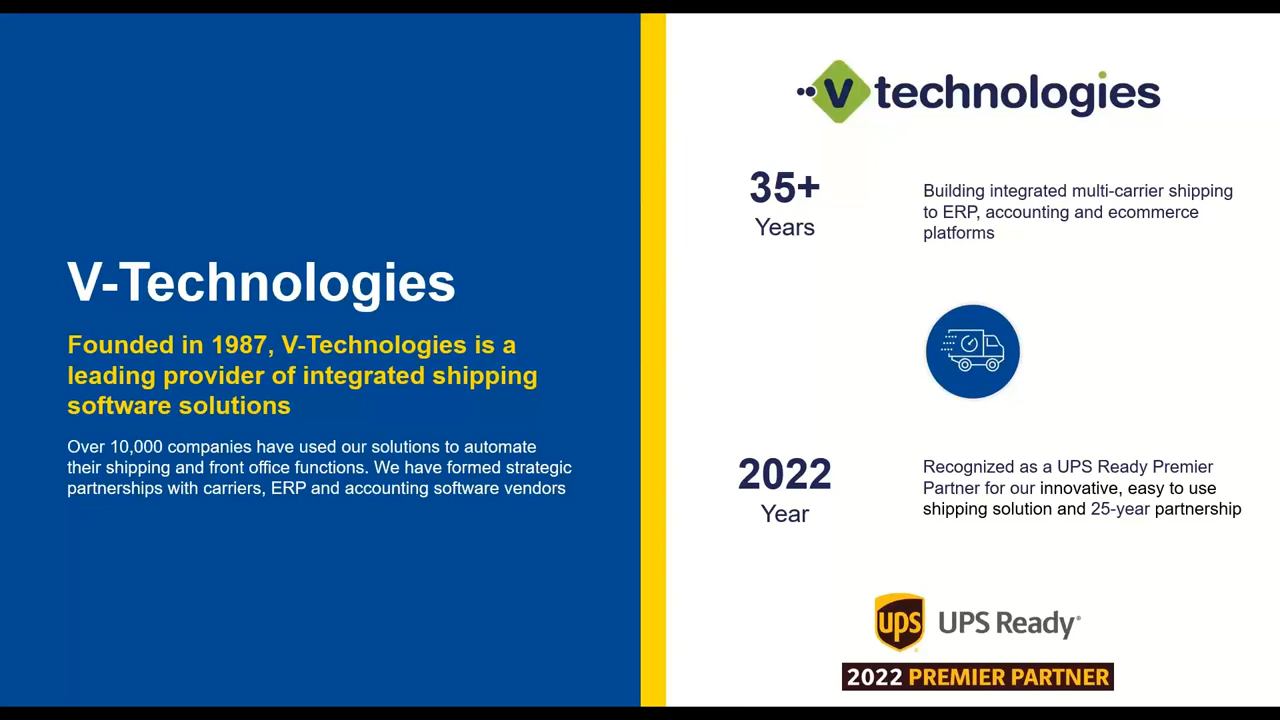 V-Technologies
Founded in 1987, V-Technologies is a
leading provider of integrated shipping
software solutions
Over 10,000 companies have used our solutions to automate
their shipping and front office functions. We have formed strategic
partnerships with carriers, ERP and accounting software vendors
V technologies
35+
Years
Building integrated multi-carrier shipping
to ERP, accounting and ecommerce
platforms
2022
Year
Recognized as a UPS Ready Premier
Partner for our innovative, easy to use
shipping solution and 25-year partnership
ups UPS Ready®
2022 PREMIER PARTNER